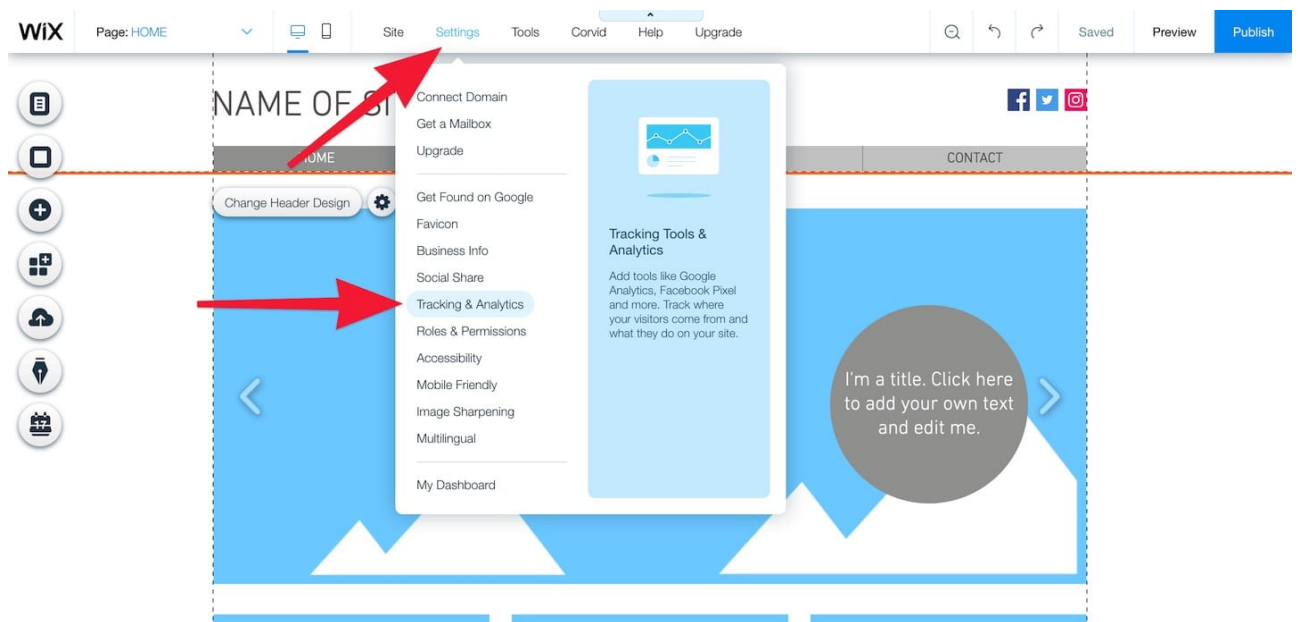 WiX Page: HOME Site Settings Tools Corvid Help Upgrade Saved Preview Publish
NAME OF SI
HOME CONTACT
Change Header Design
Connect Domain
Get a Mailbox
Upgrade
Get Found on Google
Favicon
Business Info
Social Share
Tracking & Analytics
Roles & Permissions
Accessibility
Mobile Friendly
Image Sharpening
Multilingual
My Dashboard
Tracking Tools &
Analytics
Add tools like Google
Analytics, Facebook Pixel
and more. Track where
your visitors come from and
what they do on your site.
I'm a title. Click here
to add your own text
and edit me.
17